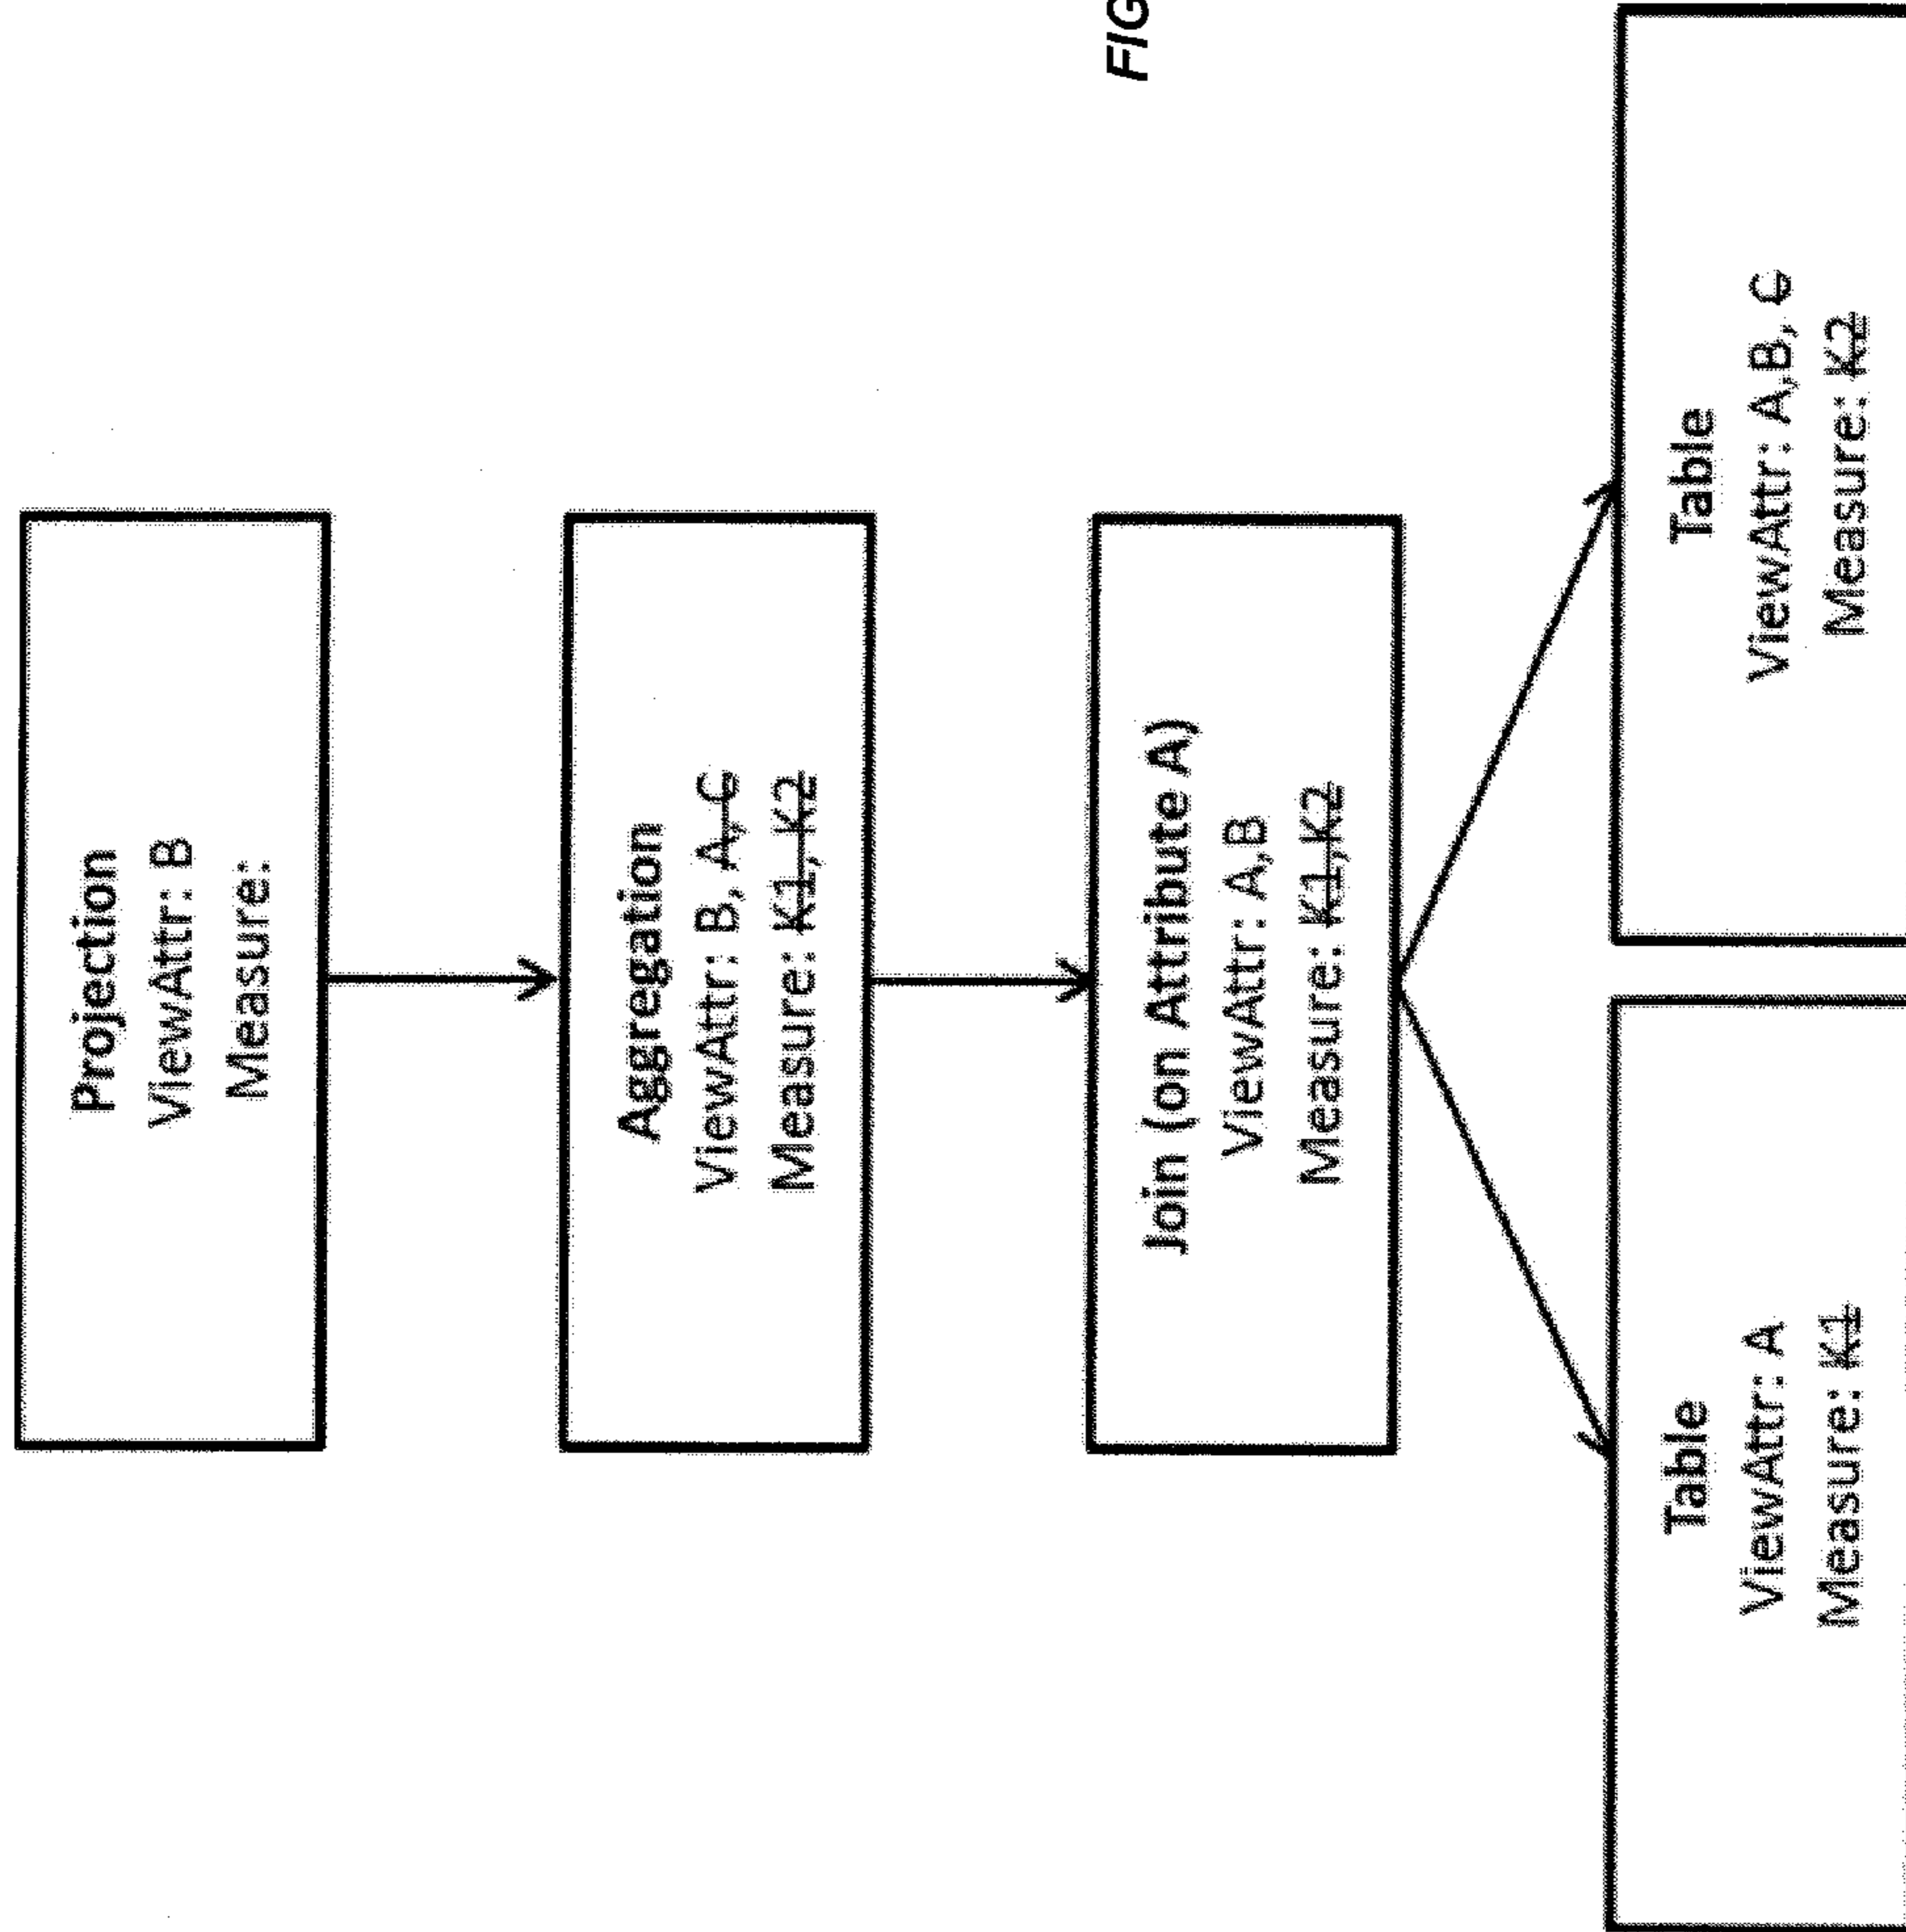 Projection
ViewAttr: B
Measure:
Aggregation
ViewAttr: B, A, C
Measure: K1, K2
Join (on Attribute A)
ViewAttr: A,B
Measure: K1,K2
Table
ViewAttr: A
Measure: K1
Table
ViewAttr: A,B, C
Measure: K2
FIG